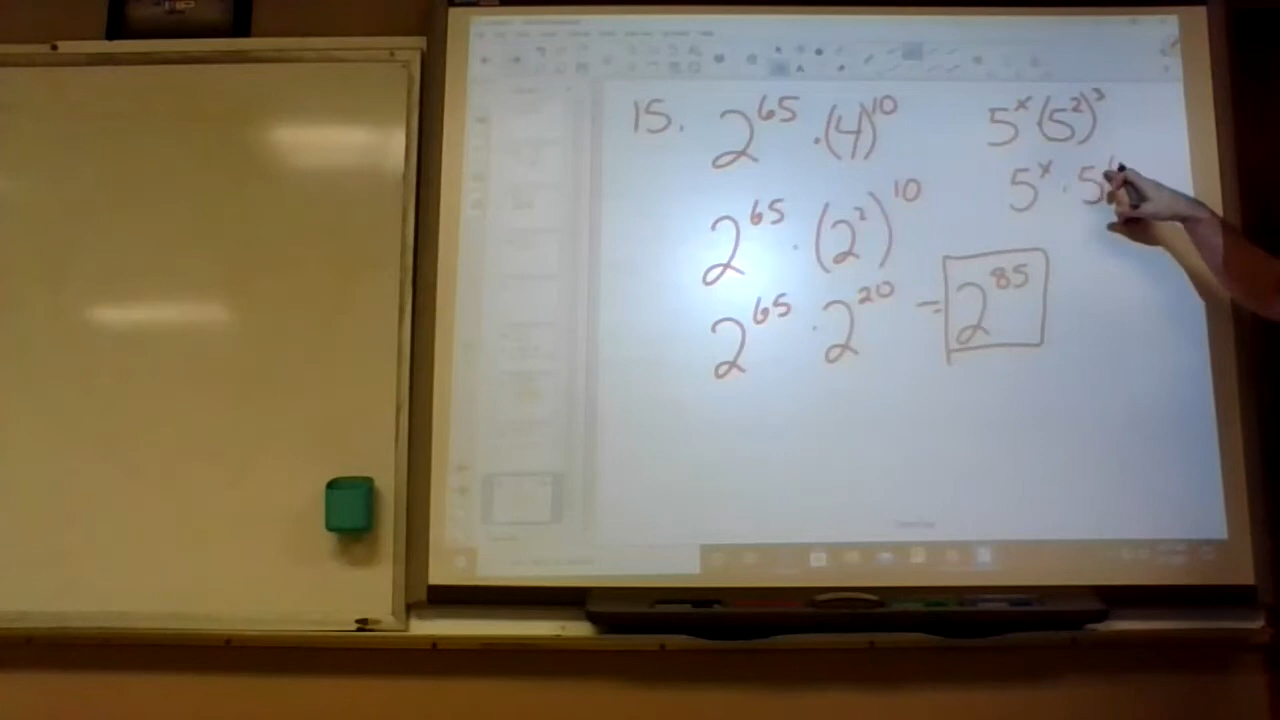 15. 2^65 · (4)^10
2^65 · (2^2)^10
2^65 · 2^20 = 2^85
5^x (5^2)^3
5^x · 5